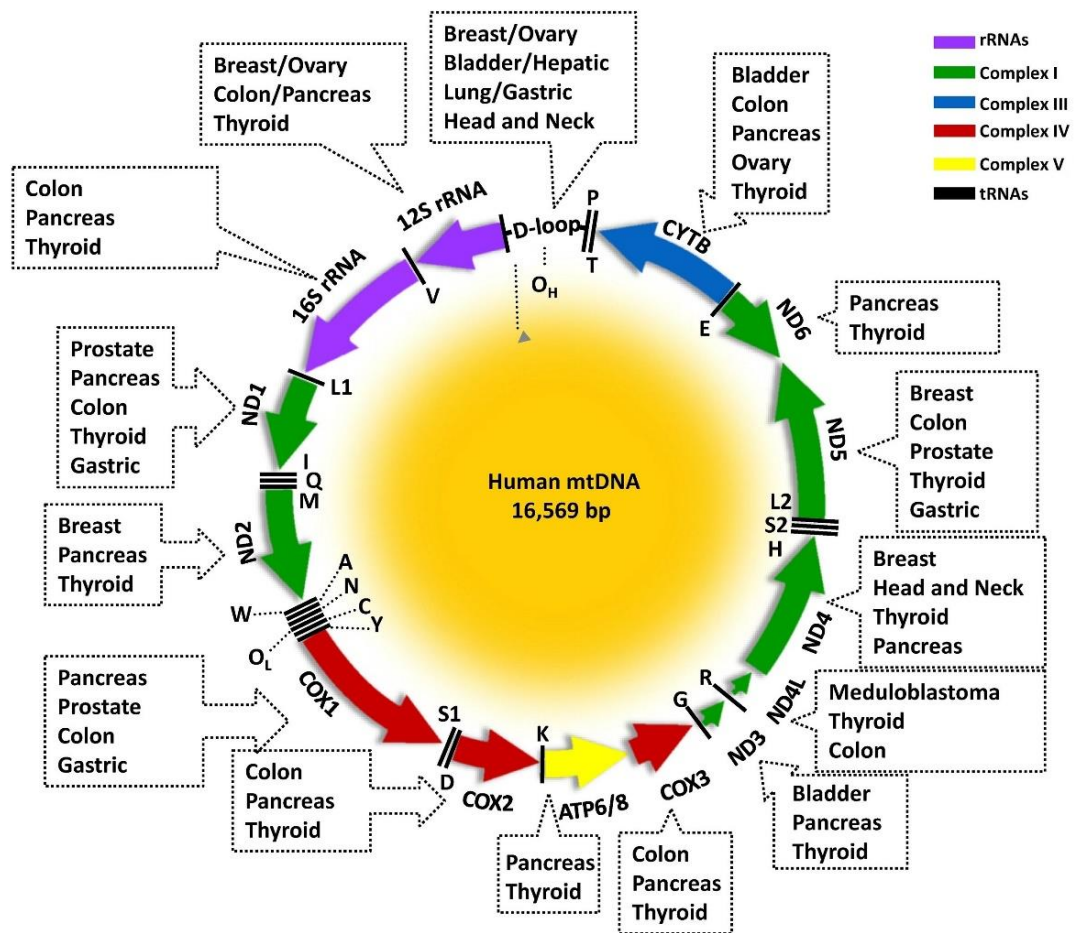 Breast/Ovary
Colon/Pancreas
Thyroid
Breast/Ovary
Bladder/Hepatic
Lung/Gastric
Head and Neck
Bladder
Colon
Pancreas
Ovary
Thyroid
rRNAs
Complex I
Complex III
Complex IV
Complex V
tRNAs
Colon
Pancreas
Thyroid
12S rRNA
D-loop
P
T
CYTB
16S rRNA
V
O_H
E
ND6
Pancreas
Thyroid
Prostate
Pancreas
Colon
Thyroid
Gastric
ND1
L1
I
Q
M
Human mtDNA
16,569 bp
ND5
L2
S2
H
Breast
Colon
Prostate
Thyroid
Gastric
Breast
Pancreas
Thyroid
ND2
W
A
N
C
Y
O_L
ND4
Breast
Head and Neck
Thyroid
Pancreas
Pancreas
Prostate
Colon
Gastric
COX1
S1
D
K
G
R
ND4L
ND3
Meduloblastoma
Thyroid
Colon
Colon
Pancreas
Thyroid
COX2
ATP6/8
COX3
Bladder
Pancreas
Thyroid
Pancreas
Thyroid
Colon
Pancreas
Thyroid